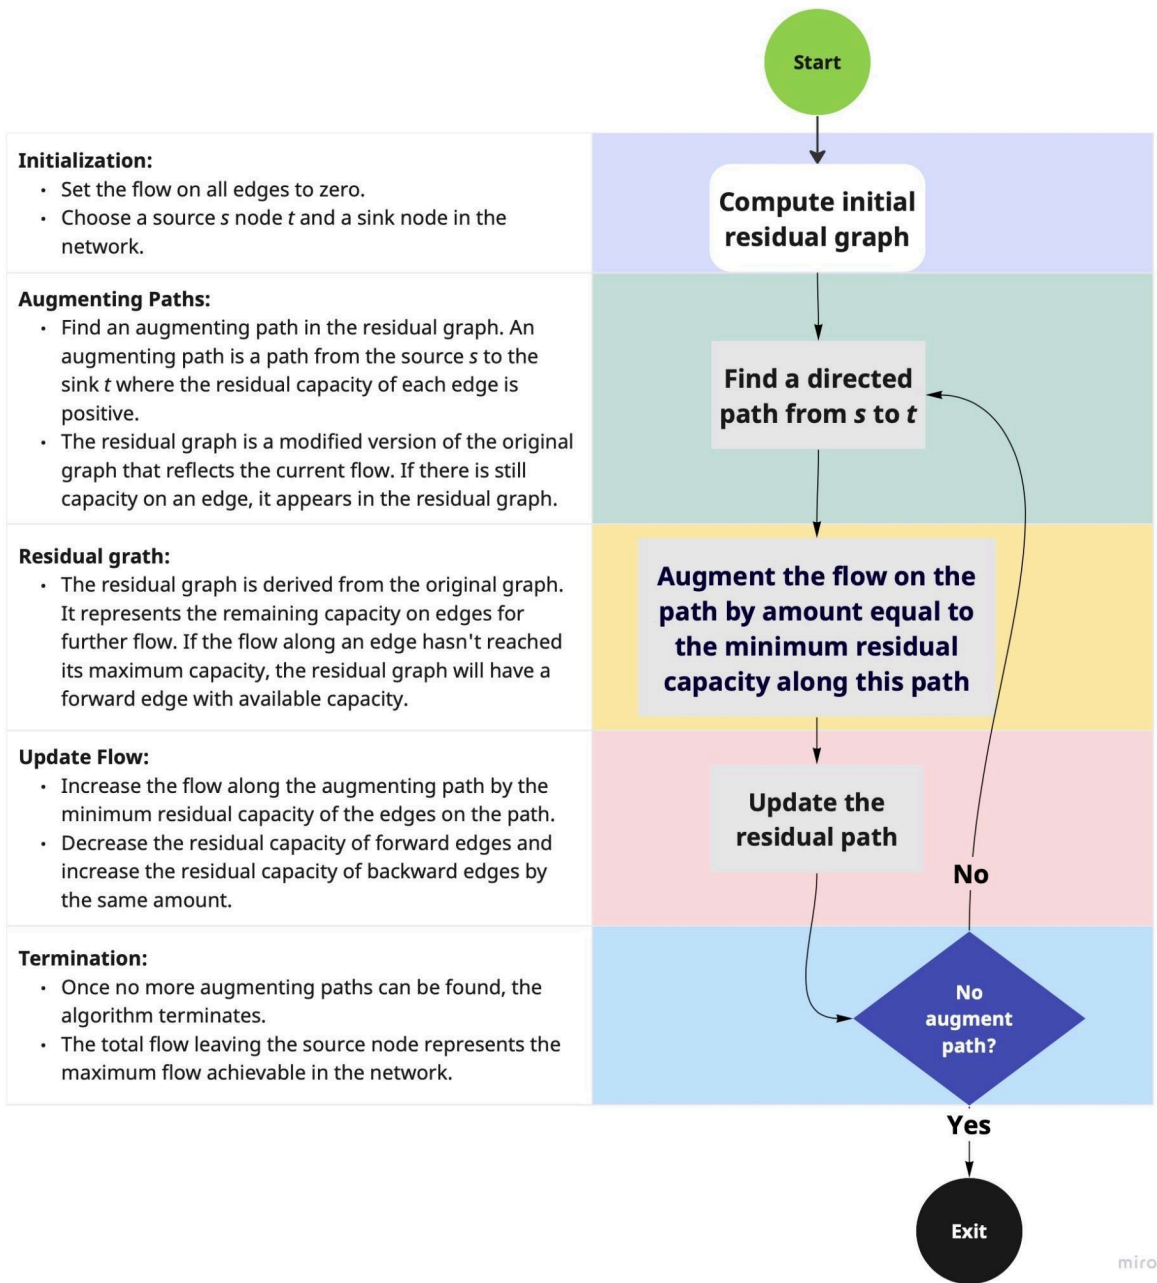 Start
Initialization:
• Set the flow on all edges to zero.
• Choose a source s node t and a sink node in the
network.
Compute initial
residual graph
Augmenting Paths:
• Find an augmenting path in the residual graph. An
augmenting path is a path from the source s to the
sink t where the residual capacity of each edge is
positive.
• The residual graph is a modified version of the original
graph that reflects the current flow. If there is still
capacity on an edge, it appears in the residual graph.
Find a directed
path from s to t
Residual grath:
• The residual graph is derived from the original graph.
It represents the remaining capacity on edges for
further flow. If the flow along an edge hasn't reached
its maximum capacity, the residual graph will have a
forward edge with available capacity.
Augment the flow on the
path by amount equal to
the minimum residual
capacity along this path
Update Flow:
• Increase the flow along the augmenting path by the
minimum residual capacity of the edges on the path.
• Decrease the residual capacity of forward edges and
increase the residual capacity of backward edges by
the same amount.
Update the
residual path
No
Termination:
• Once no more augmenting paths can be found, the
algorithm terminates.
• The total flow leaving the source node represents the
maximum flow achievable in the network.
No
augment
path?
Yes
Exit
miro